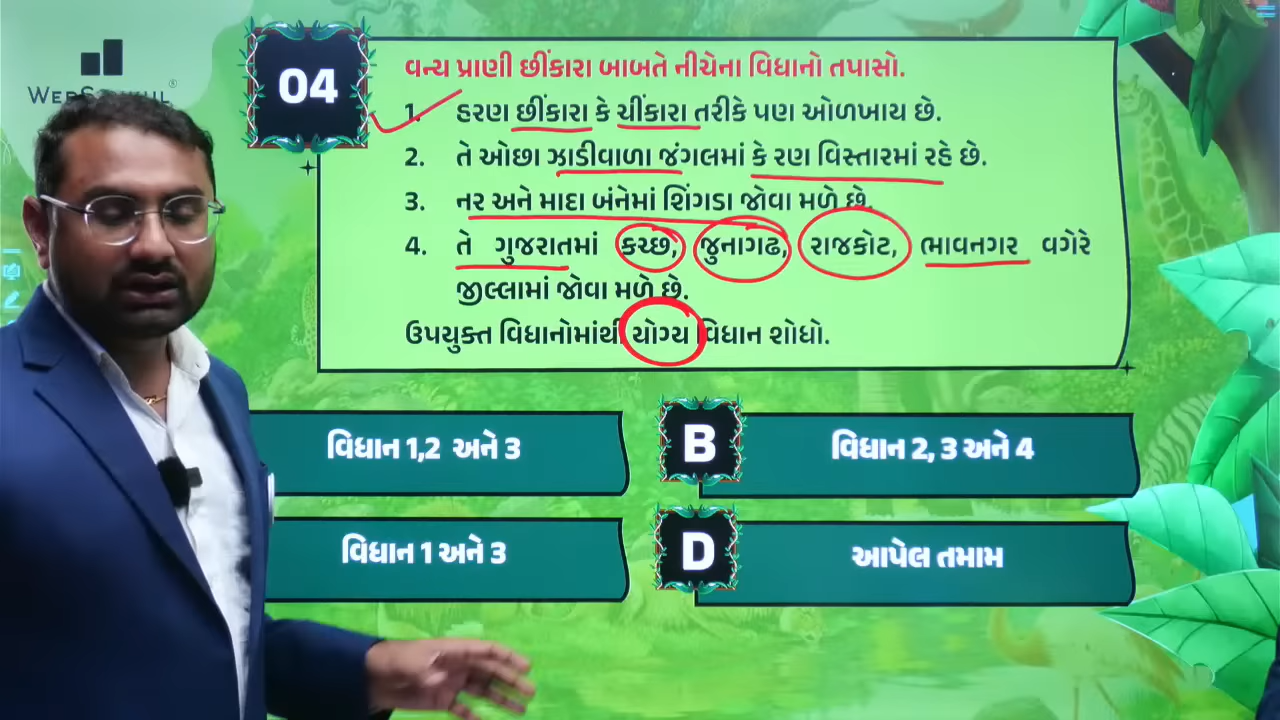 04
વન્ય પ્રાણી છીંકારા બાબતે નીચેના વિધાનો તપાસો.
1. હરણ છીંકારા કે ચીંકારા તરીકે પણ ઓળખાય છે.
2. તે ઓછા ઝાડીવાળા જંગલમાં કે રણ વિસ્તારમાં રહે છે.
3. નર અને માદા બંનેમાં શિંગડા જોવા મળે છે.
4. તે ગુજરાતમાં કચ્છ, જુનાગઢ, રાજકોટ, ભાવનગર વગેરે
જીલ્લામાં જોવા મળે છે.
ઉપયુક્ત વિધાનોમાંથી યોગ્ય વિધાન શોધો.
વિધાન 1,2 અને 3
B વિધાન 2, 3 અને 4
વિધાન 1 અને 3
D આપેલ તમામ